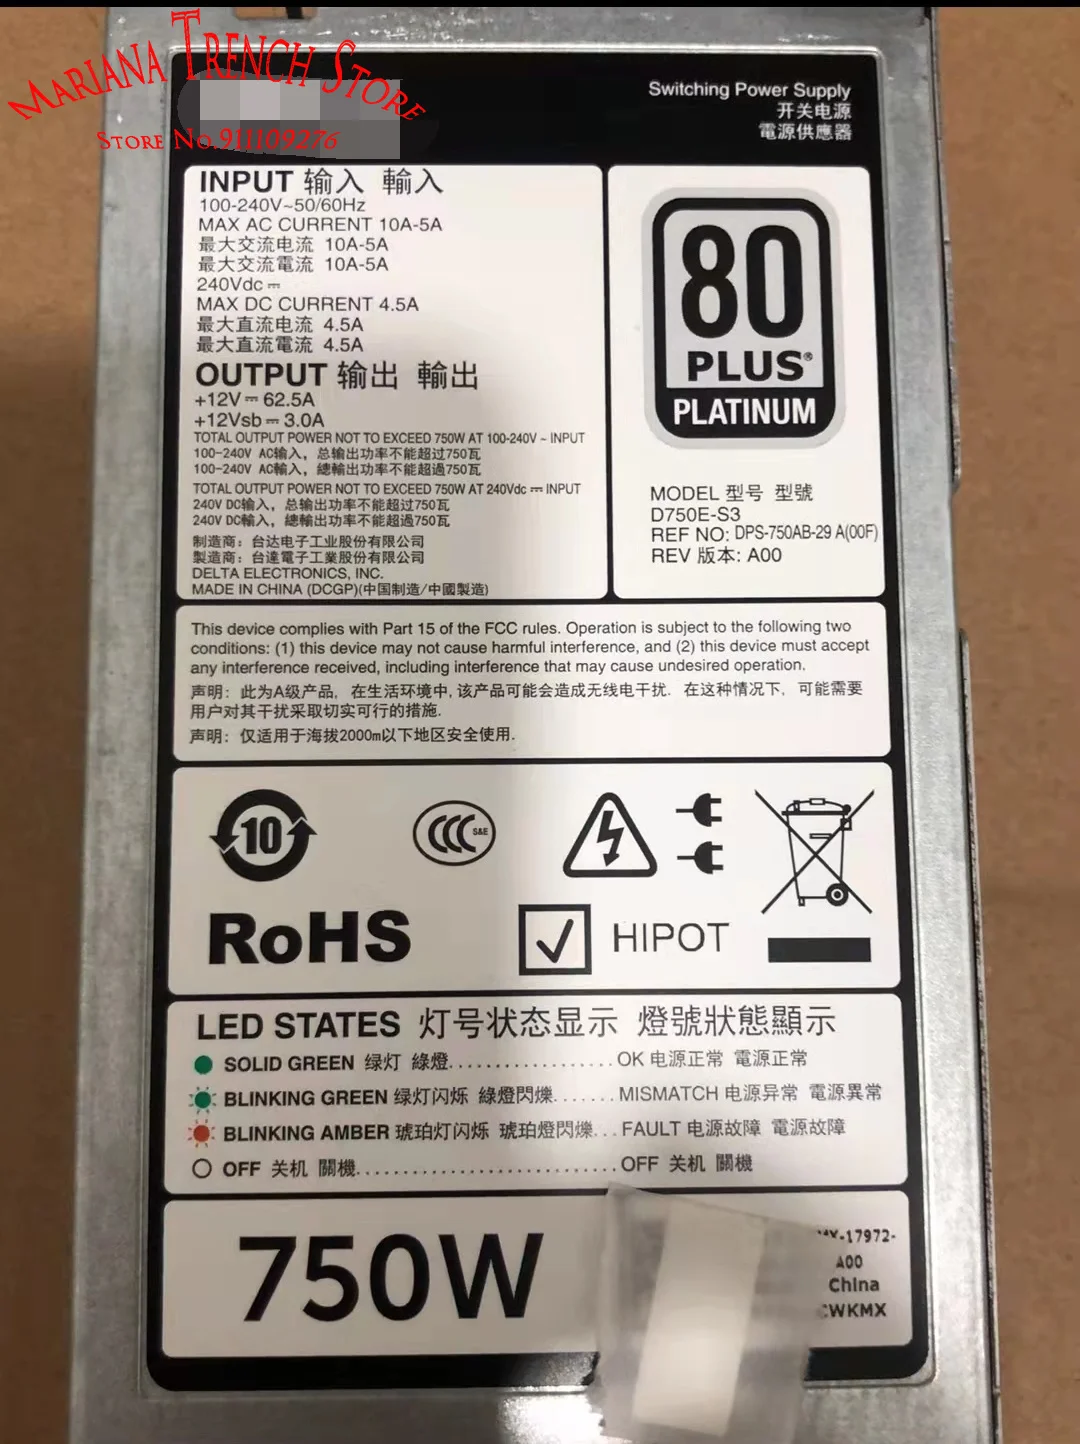 MARIANA TRENCH STORE
STORE NO.911109276
Switching Power Supply
开关电源
電源供應器
INPUT 输入 輸入
100-240V~50/60Hz
MAX AC CURRENT 10A-5A
最大交流电流 10A-5A
最大交流電流 10A-5A
240Vdc ⎓
MAX DC CURRENT 4.5A
最大直流电流 4.5A
最大直流電流 4.5A
OUTPUT 输出 輸出
+12V ⎓ 62.5A
+12Vsb ⎓ 3.0A
TOTAL OUTPUT POWER NOT TO EXCEED 750W AT 100-240V ~ INPUT
100-240V AC输入，总输出功率不能超过750瓦
100-240V AC輸入，總輸出功率不能超過750瓦
TOTAL OUTPUT POWER NOT TO EXCEED 750W AT 240Vdc ⎓ INPUT
240V DC输入，总输出功率不能超过750瓦
240V DC輸入，總輸出功率不能超過750瓦
制造商：台达电子工业股份有限公司
製造商：台達電子工業股份有限公司
DELTA ELECTRONICS, INC.
MADE IN CHINA (DCGP)(中国制造/中國製造)
80
PLUS®
PLATINUM
MODEL 型号 型號
D750E-S3
REF NO: DPS-750AB-29 A(00F)
REV 版本: A00
This device complies with Part 15 of the FCC rules. Operation is subject to the following two
conditions: (1) this device may not cause harmful interference, and (2) this device must accept
any interference received, including interference that may cause undesired operation.
声明：此为A级产品，在生活环境中,该产品可能会造成无线电干扰．在这种情况下，可能需要
用户对其干扰采取切实可行的措施.
声明：仅适用于海拔2000m以下地区安全使用.
10
CCC S&E
RoHS
HIPOT
LED STATES 灯号状态显示 燈號狀態顯示
SOLID GREEN 绿灯 綠燈..................OK 电源正常 電源正常
BLINKING GREEN 绿灯闪烁 綠燈閃爍.......MISMATCH 电源异常 電源異常
BLINKING AMBER 琥珀灯闪烁 琥珀燈閃爍...FAULT 电源故障 電源故障
OFF 关机 關機.............................OFF 关机 關機
750W
-17972-
A00
China
WKMX